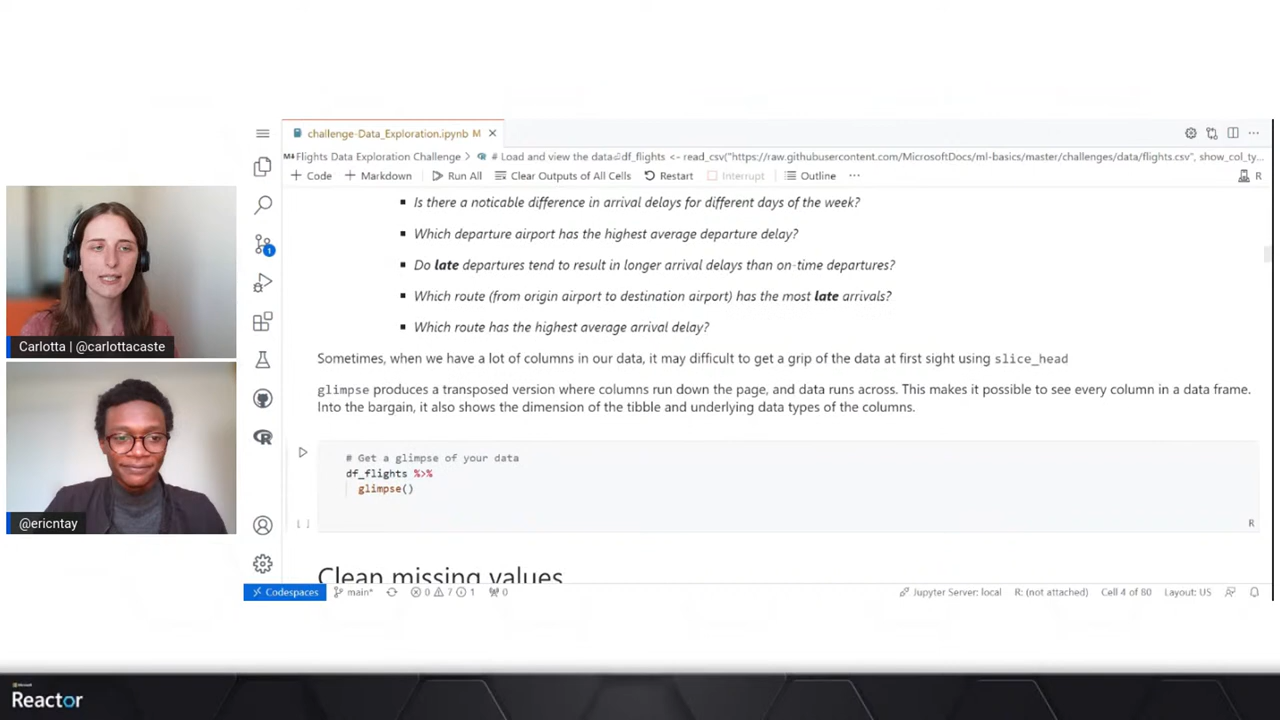 challenge-Data_Exploration.ipynb M
Flights Data Exploration Challenge > # Load and view the data⏎df_flights <- read_csv("https://raw.githubusercontent.com/MicrosoftDocs/ml-basics/master/challenges/data/flights.csv", show_col_ty...
+ Code + Markdown Run All Clear Outputs of All Cells Restart Interrupt Outline ... R
▪ Is there a noticable difference in arrival delays for different days of the week?
▪ Which departure airport has the highest average departure delay?
▪ Do late departures tend to result in longer arrival delays than on-time departures?
▪ Which route (from origin airport to destination airport) has the most late arrivals?
▪ Which route has the highest average arrival delay?
Sometimes, when we have a lot of columns in our data, it may difficult to get a grip of the data at first sight using slice_head
glimpse produces a transposed version where columns run down the page, and data runs across. This makes it possible to see every column in a data frame.
Into the bargain, it also shows the dimension of the tibble and underlying data types of the columns.
# Get a glimpse of your data
df_flights %>%
glimpse()
[ ]
R
Clean missing values
1
R
Codespaces main* 0 7 1 0 Jupyter Server: local R: (not attached) Cell 4 of 80 Layout: US
Carlotta | @carlottacaste
@ericntay
Microsoft
Reactor